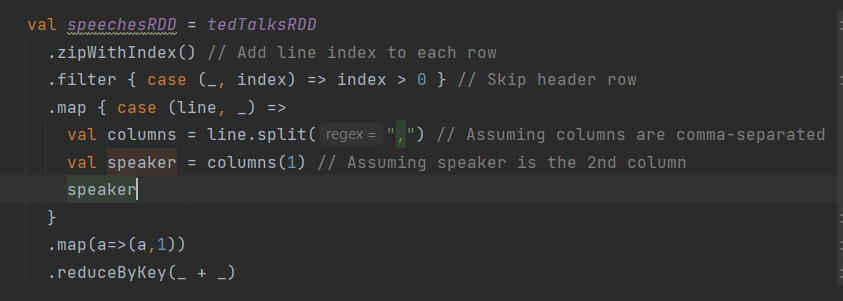 val speechesRDD = tedTalksRDD
.zipWithIndex() // Add line index to each row
.filter { case (_, index) => index > 0 } // Skip header row
.map { case (line, _) =>
val columns = line.split( regex = ",") // Assuming columns are comma-separated
val speaker = columns(1) // Assuming speaker is the 2nd column
speaker
}
.map(a=>(a,1))
.reduceByKey(_ + _)